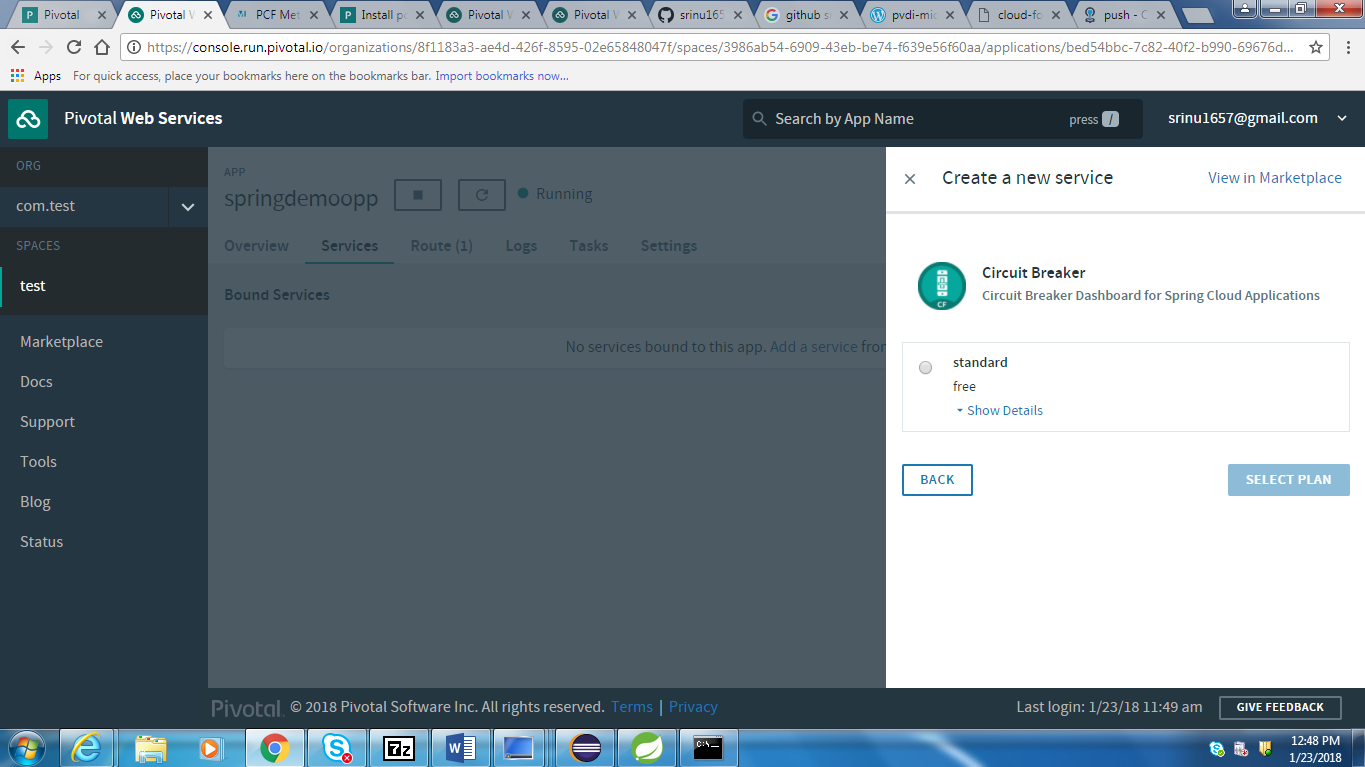 Pivotal
Pivotal W
PCF Met
Install pc
Pivotal W
Pivotal W
srinu165
github s
pvdi-mic
cloud-fo
push - C
https://console.run.pivotal.io/organizations/8f1183a3-ae4d-426f-8595-02e65848047f/spaces/3986ab54-6909-43eb-be74-f639e56f60aa/applications/bed54bbc-7c82-40f2-b990-69676d...
Apps For quick access, place your bookmarks here on the bookmarks bar. Import bookmarks now...
Pivotal Web Services
Search by App Name
press /
srinu1657@gmail.com
ORG
com.test
SPACES
test
Marketplace
Docs
Support
Tools
Blog
Status
APP
springdemoopp
Running
Overview Services Route (1) Logs Tasks Settings
Bound Services
No services bound to this app. Add a service from
Create a new service
View in Marketplace
CF
Circuit Breaker
Circuit Breaker Dashboard for Spring Cloud Applications
standard
free
Show Details
BACK
SELECT PLAN
Pivotal © 2018 Pivotal Software Inc. All rights reserved. Terms | Privacy
Last login: 1/23/18 11:49 am
GIVE FEEDBACK
7z
C:\.
12:48 PM
1/23/2018